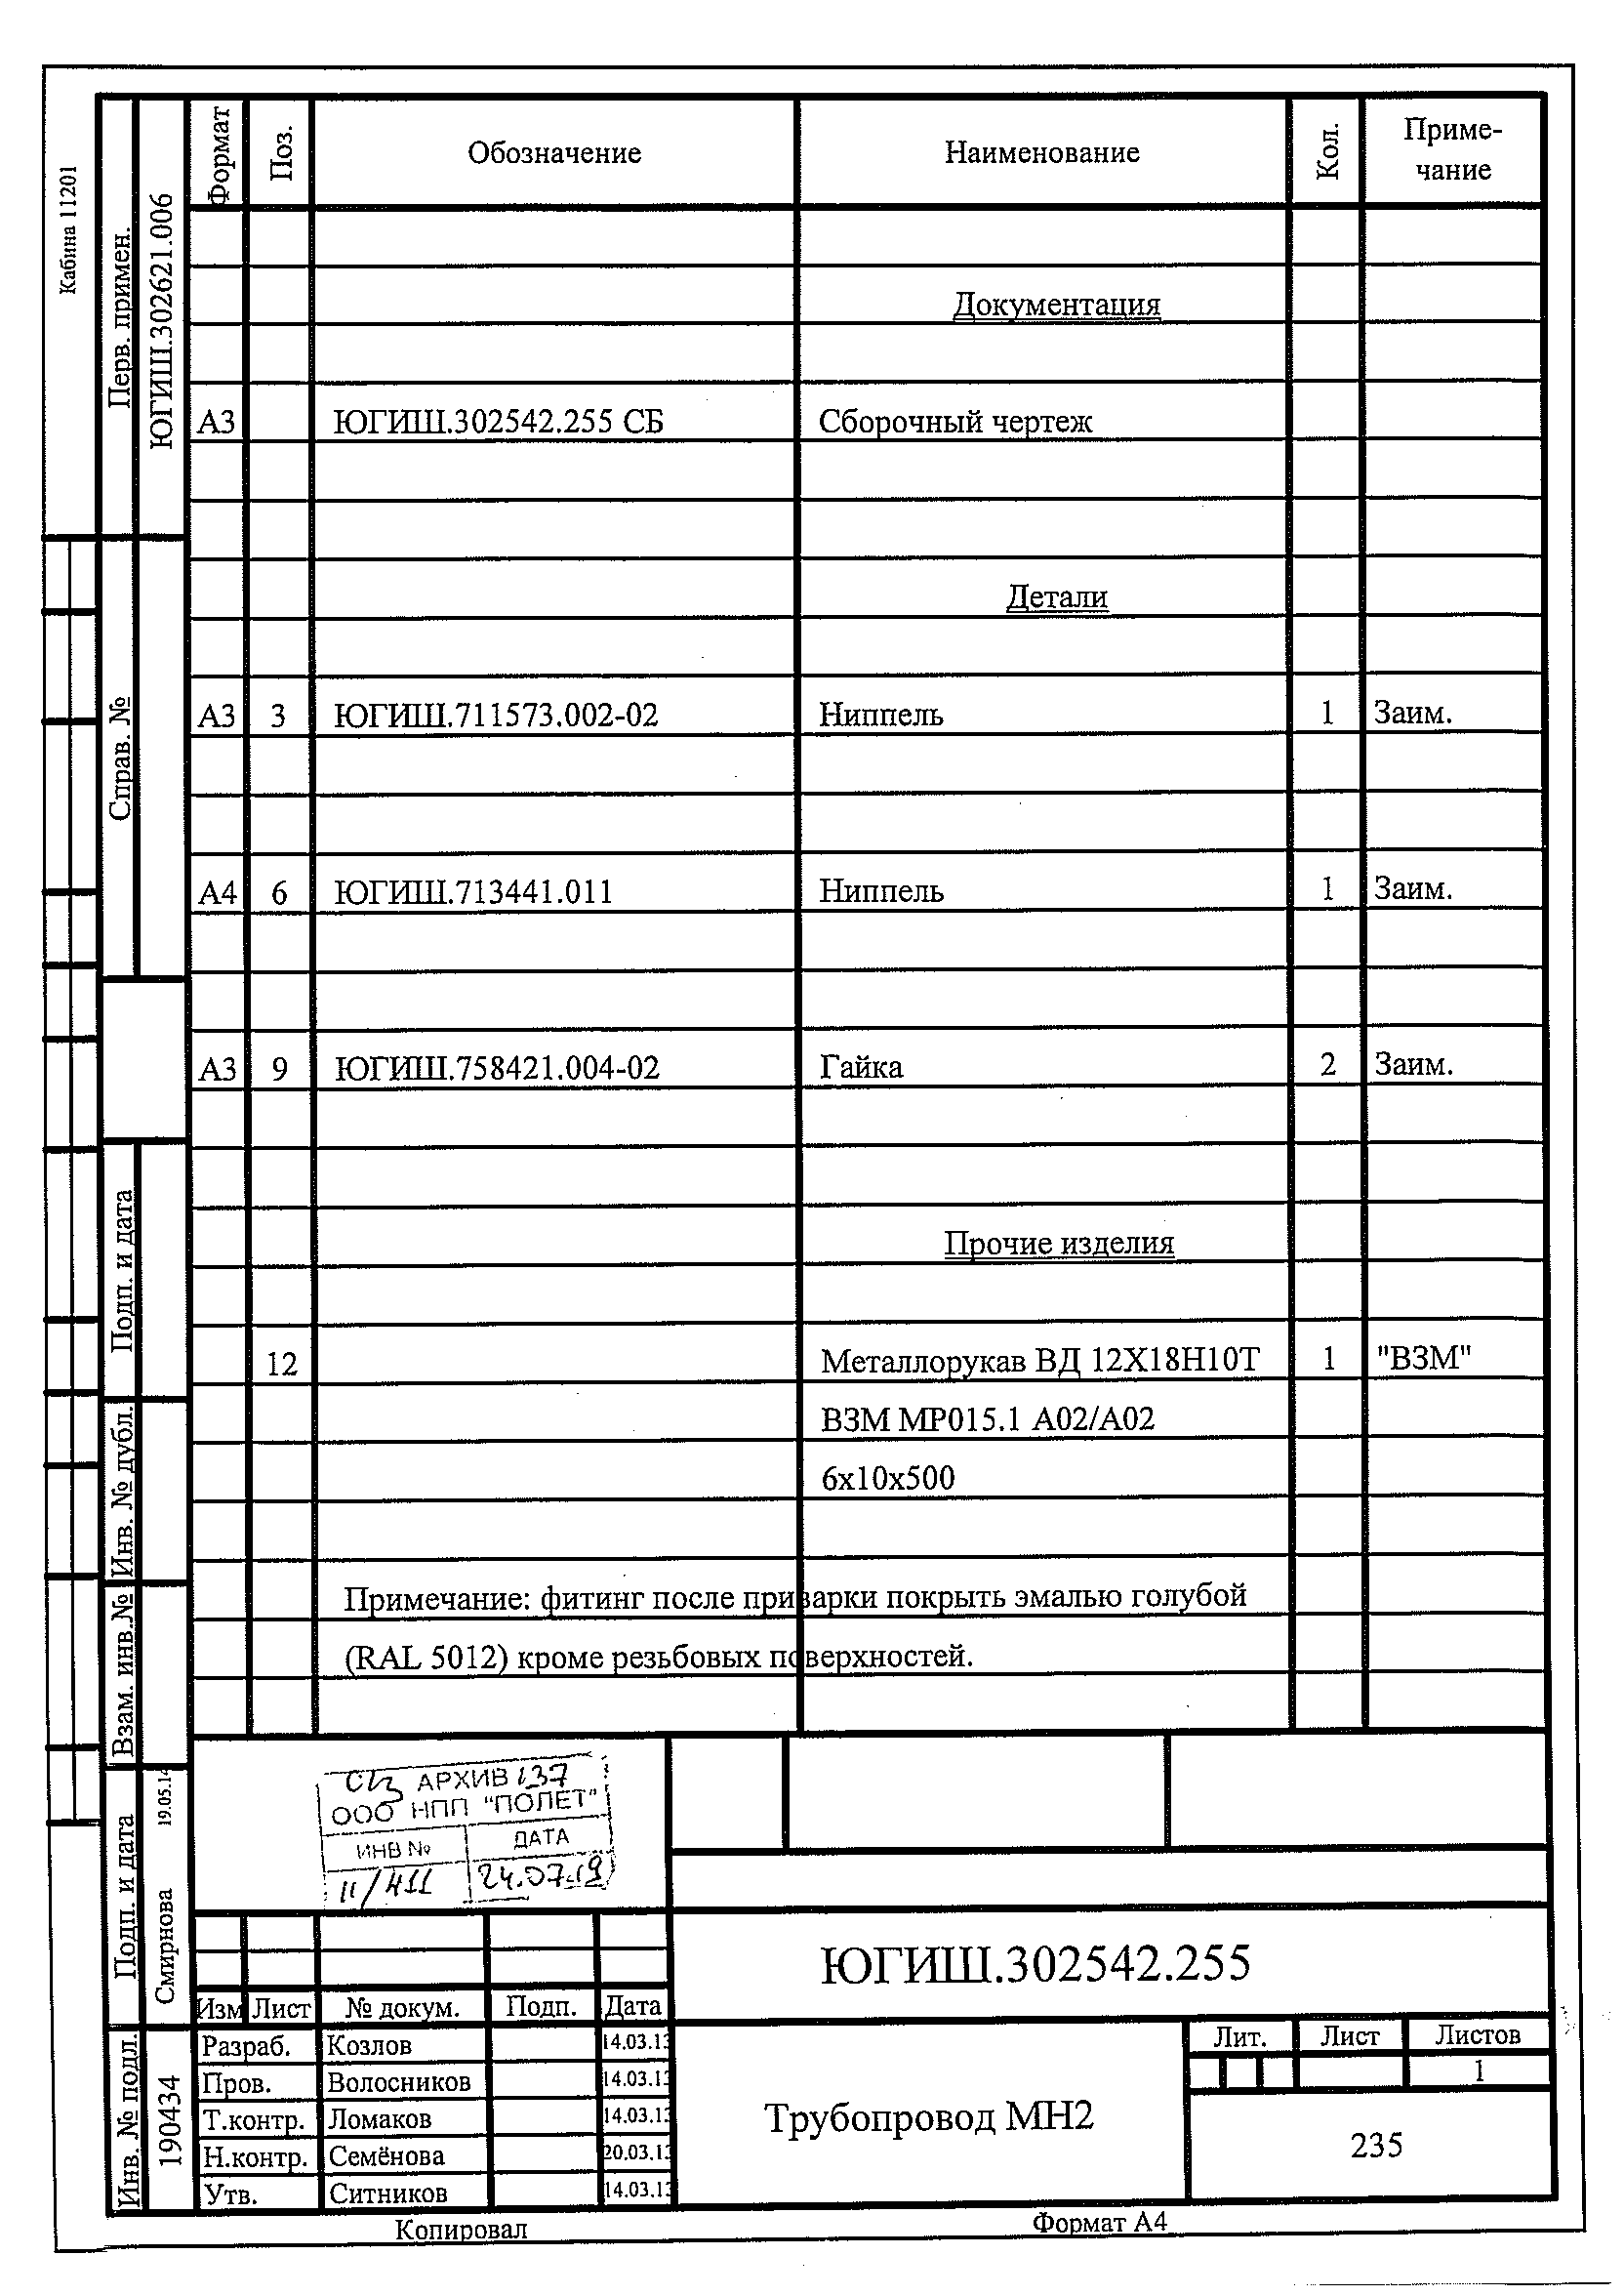 Кабина 11201
Перв. примен.
ЮГИШ.302621.006
Справ. №
Подп. и дата
Инв. № дубл.
Взам. инв.№
Подп. и дата
Смирнова 19.05.14
Инв. № подл.
190434
Формат Поз. Обозначение Наименование Кол. Приме-
чание
Документация
А3 ЮГИШ.302542.255 СБ Сборочный чертеж
Детали
А3 3 ЮГИШ.711573.002-02 Ниппель 1 Заим.
А4 6 ЮГИШ.713441.011 Ниппель 1 Заим.
А3 9 ЮГИШ.758421.004-02 Гайка 2 Заим.
Прочие изделия
12 Металлорукав ВД 12Х18Н10Т 1 "ВЗМ"
ВЗМ МР015.1 А02/А02
6х10х500
Примечание: фитинг после приварки покрыть эмалью голубой
(RAL 5012) кроме резьбовых поверхностей.
АРХИВ 137
ООО НПП "ПОЛЕТ"
ИНВ № ДАТА
11/411 24.07.19
ЮГИШ.302542.255
Изм Лист № докум. Подп. Дата
Разраб. Козлов 14.03.13
Пров. Волосников 14.03.13
Т.контр. Ломаков 14.03.13
Н.контр. Семёнова 20.03.13
Утв. Ситников 14.03.13
Трубопровод МН2
Лит. Лист Листов
1
235
Копировал Формат А4